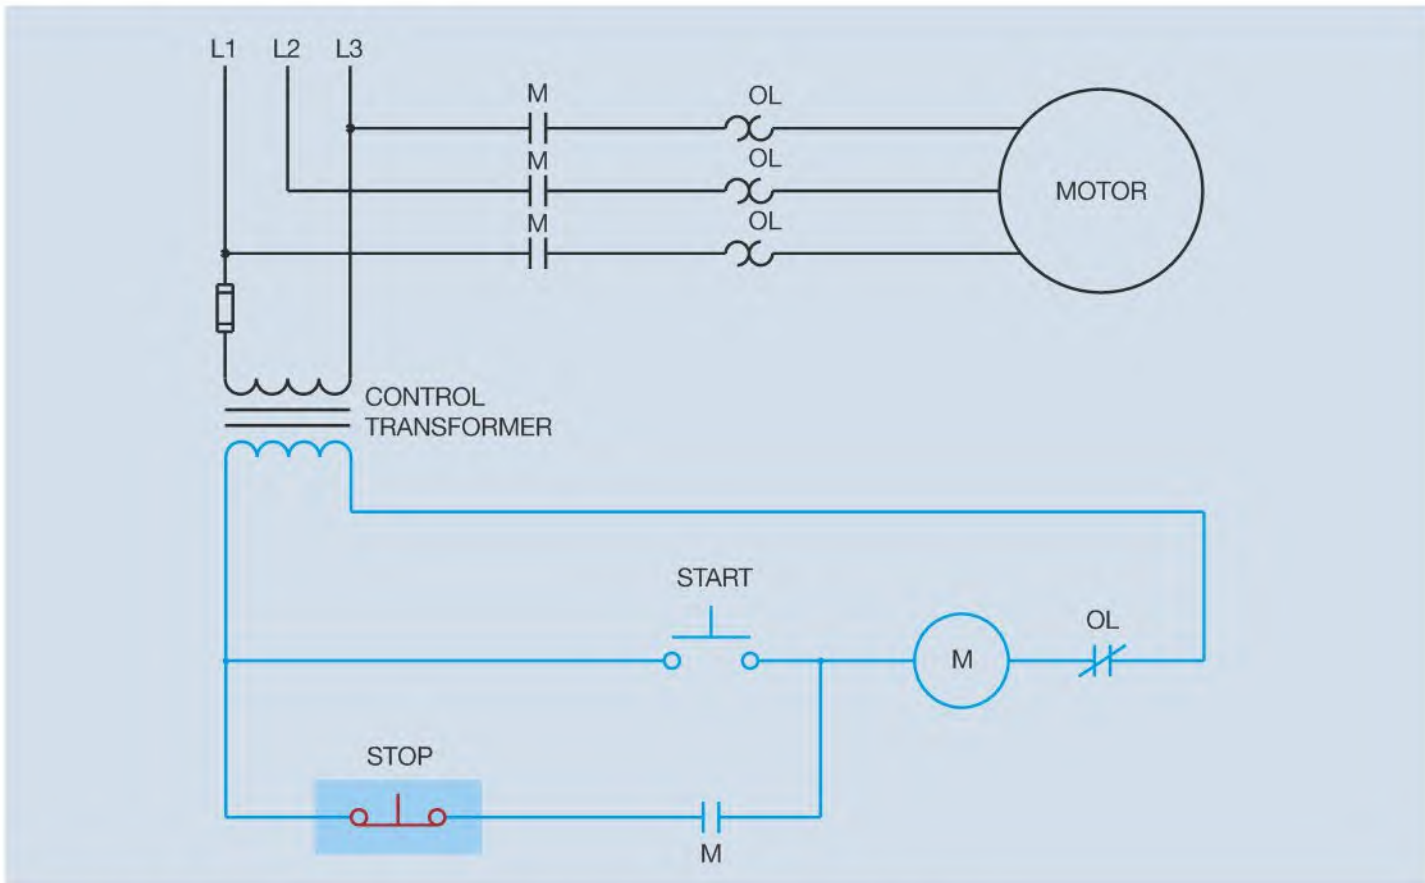 L1 L2 L3
M OL
M OL
MOTOR
M OL
CONTROL
TRANSFORMER
START
OL
M
STOP
M